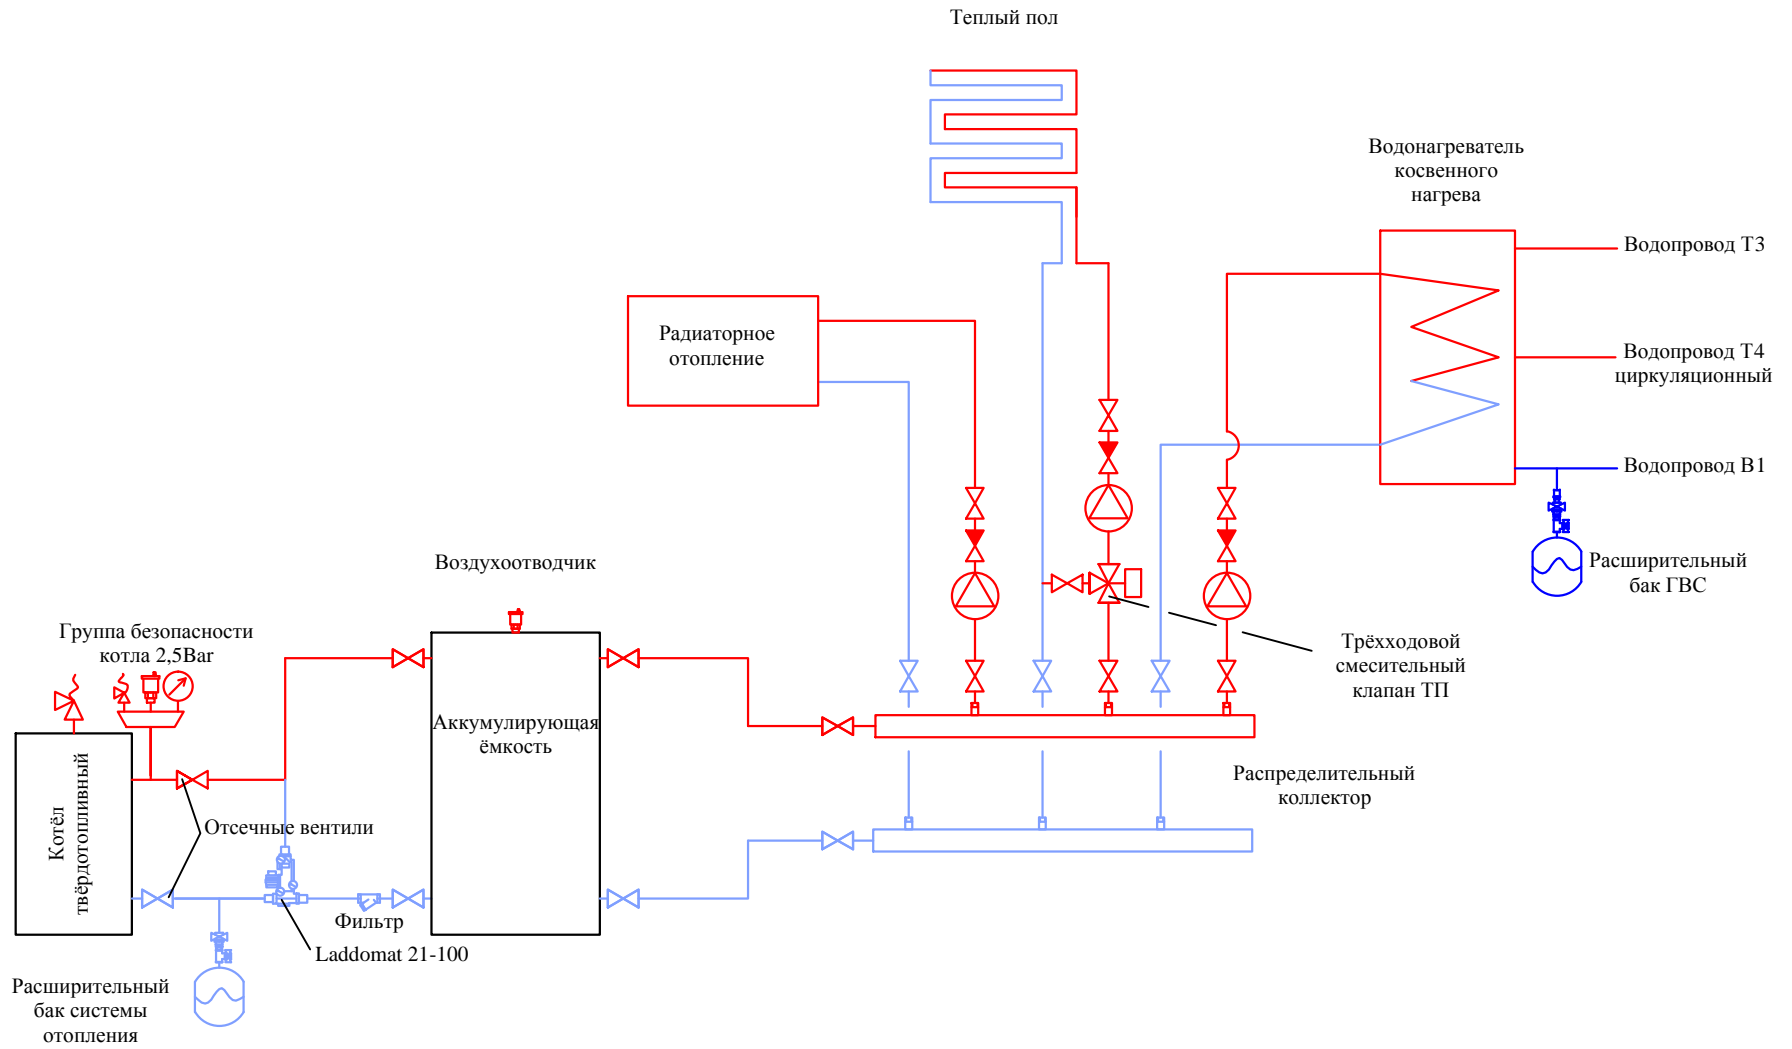 Теплый пол
Водонагреватель
косвенного
нагрева
Водопровод Т3
Радиаторное
отопление
Водопровод Т4
циркуляционный
Водопровод В1
Воздухоотводчик
Расширительный
бак ГВС
Группа безопасности
котла 2,5Bar
Трёхходовой
смесительный
клапан ТП
Аккумулирующая
ёмкость
Котёл
твёрдотопливный
Распределительный
коллектор
Отсечные вентили
Фильтр
Laddomat 21-100
Расширительный
бак системы
отопления